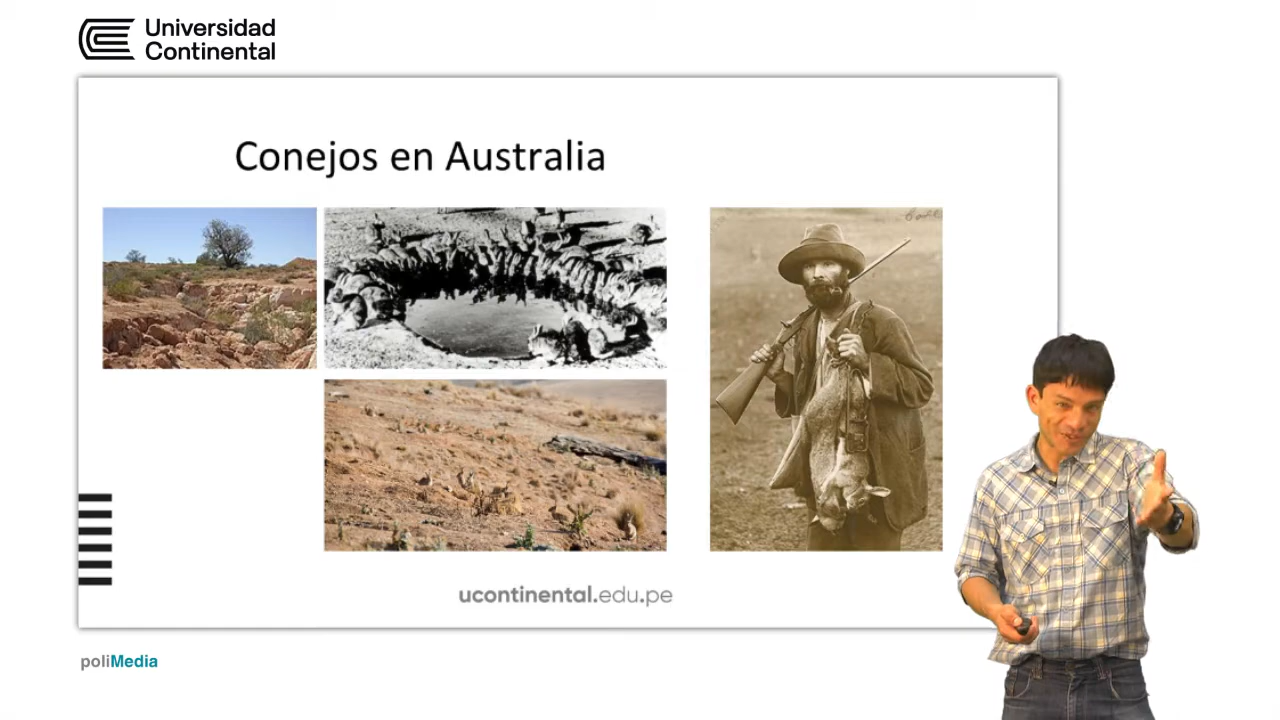 Universidad
Continental
Conejos en Australia
ucontinental.edu.pe
poliMedia